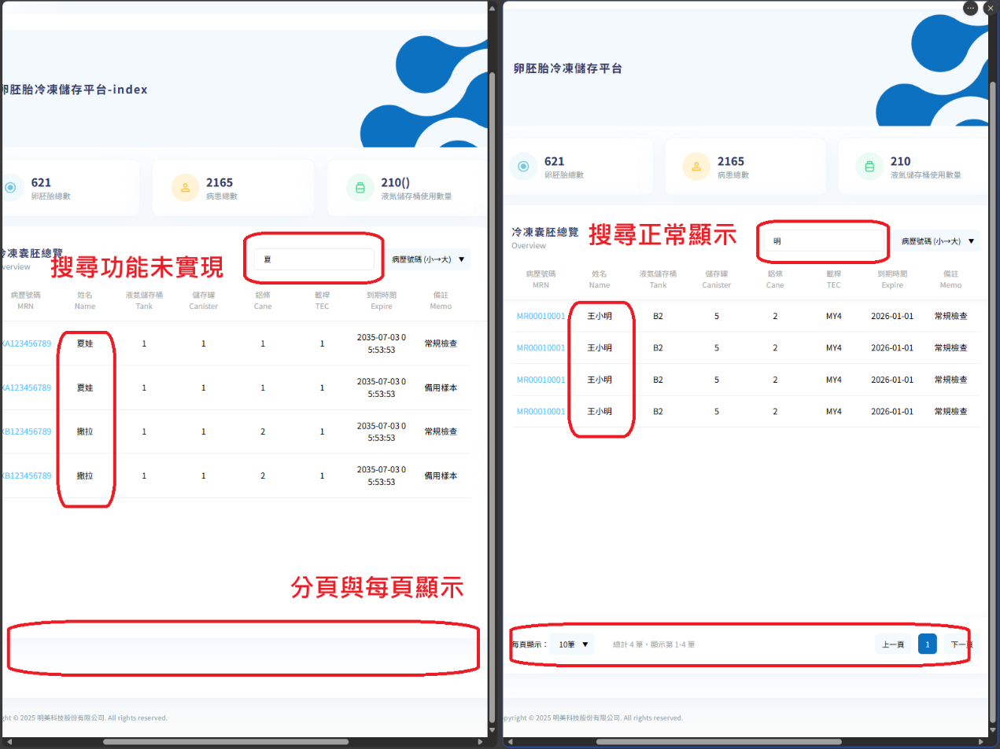 卵胚胎冷凍儲存平台-index
621
卵胚胎總數
2165
病患總數
210()
液氮儲存桶使用數量
冷凍囊胚總覽
verview
搜尋功能未實現
夏
病歷號碼 (小→大) ▼
病歷號碼 姓名 液氮儲存桶 儲存罐 鋁條 載桿 到期時間 備註
MRN Name Tank Canister Cane TEC Expire Memo
XA123456789 夏娃 1 1 1 1 2035-07-03 0 常規檢查
5:53:53
XA123456789 夏娃 1 1 1 1 2035-07-03 0 備用樣本
5:53:53
XB123456789 撒拉 1 1 2 1 2035-07-03 0 常規檢查
5:53:53
XB123456789 撒拉 1 1 2 1 2035-07-03 0 備用樣本
5:53:53
分頁與每頁顯示
ght © 2025 明美科技股份有限公司. All rights reserved.
卵胚胎冷凍儲存平台
621
卵胚胎總數
2165
病患總數
210
液氮儲存桶使用數量
冷凍囊胚總覽
Overview
搜尋正常顯示
明
病歷號碼 (小→大) ▼
病歷號碼 姓名 液氮儲存桶 儲存罐 鋁條 載桿 到期時間 備註
MRN Name Tank Canister Cane TEC Expire Memo
MR00010001 王小明 B2 5 2 MY4 2026-01-01 常規檢查
MR00010001 王小明 B2 5 2 MY4 2026-01-01 常規檢查
MR00010001 王小明 B2 5 2 MY4 2026-01-01 常規檢查
MR00010001 王小明 B2 5 2 MY4 2026-01-01 常規檢查
每頁顯示： 10筆 ▼ 總計 4 筆，顯示第 1-4 筆 上一頁 1 下一頁
pyright © 2025 明美科技股份有限公司. All rights reserved.